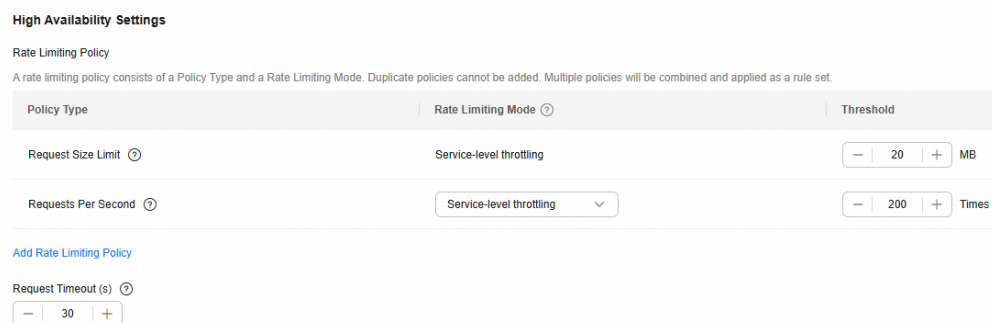 High Availability Settings
Rate Limiting Policy
A rate limiting policy consists of a Policy Type and a Rate Limiting Mode. Duplicate policies cannot be added. Multiple policies will be combined and applied as a rule set.
Policy Type Rate Limiting Mode ? Threshold
Request Size Limit ? Service-level throttling − 20 + MB
Requests Per Second ? Service-level throttling − 200 + Times
Add Rate Limiting Policy
Request Timeout (s) ?
− 30 +